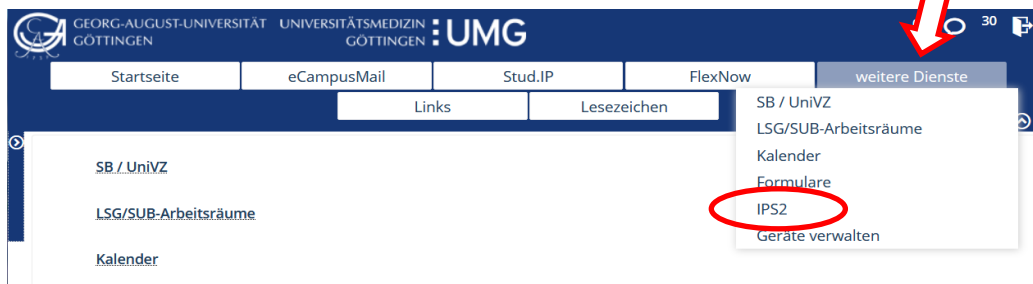 GEORG-AUGUST-UNIVERSITÄT
GÖTTINGEN
UNIVERSITÄTSMEDIZIN
GÖTTINGEN
UMG
30
Startseite
eCampusMail
Stud.IP
FlexNow
weitere Dienste
Links
Lesezeichen
SB / UniVZ
LSG/SUB-Arbeitsräume
Kalender
Formulare
IPS2
Geräte verwalten
SB / UniVZ
LSG/SUB-Arbeitsräume
Kalender